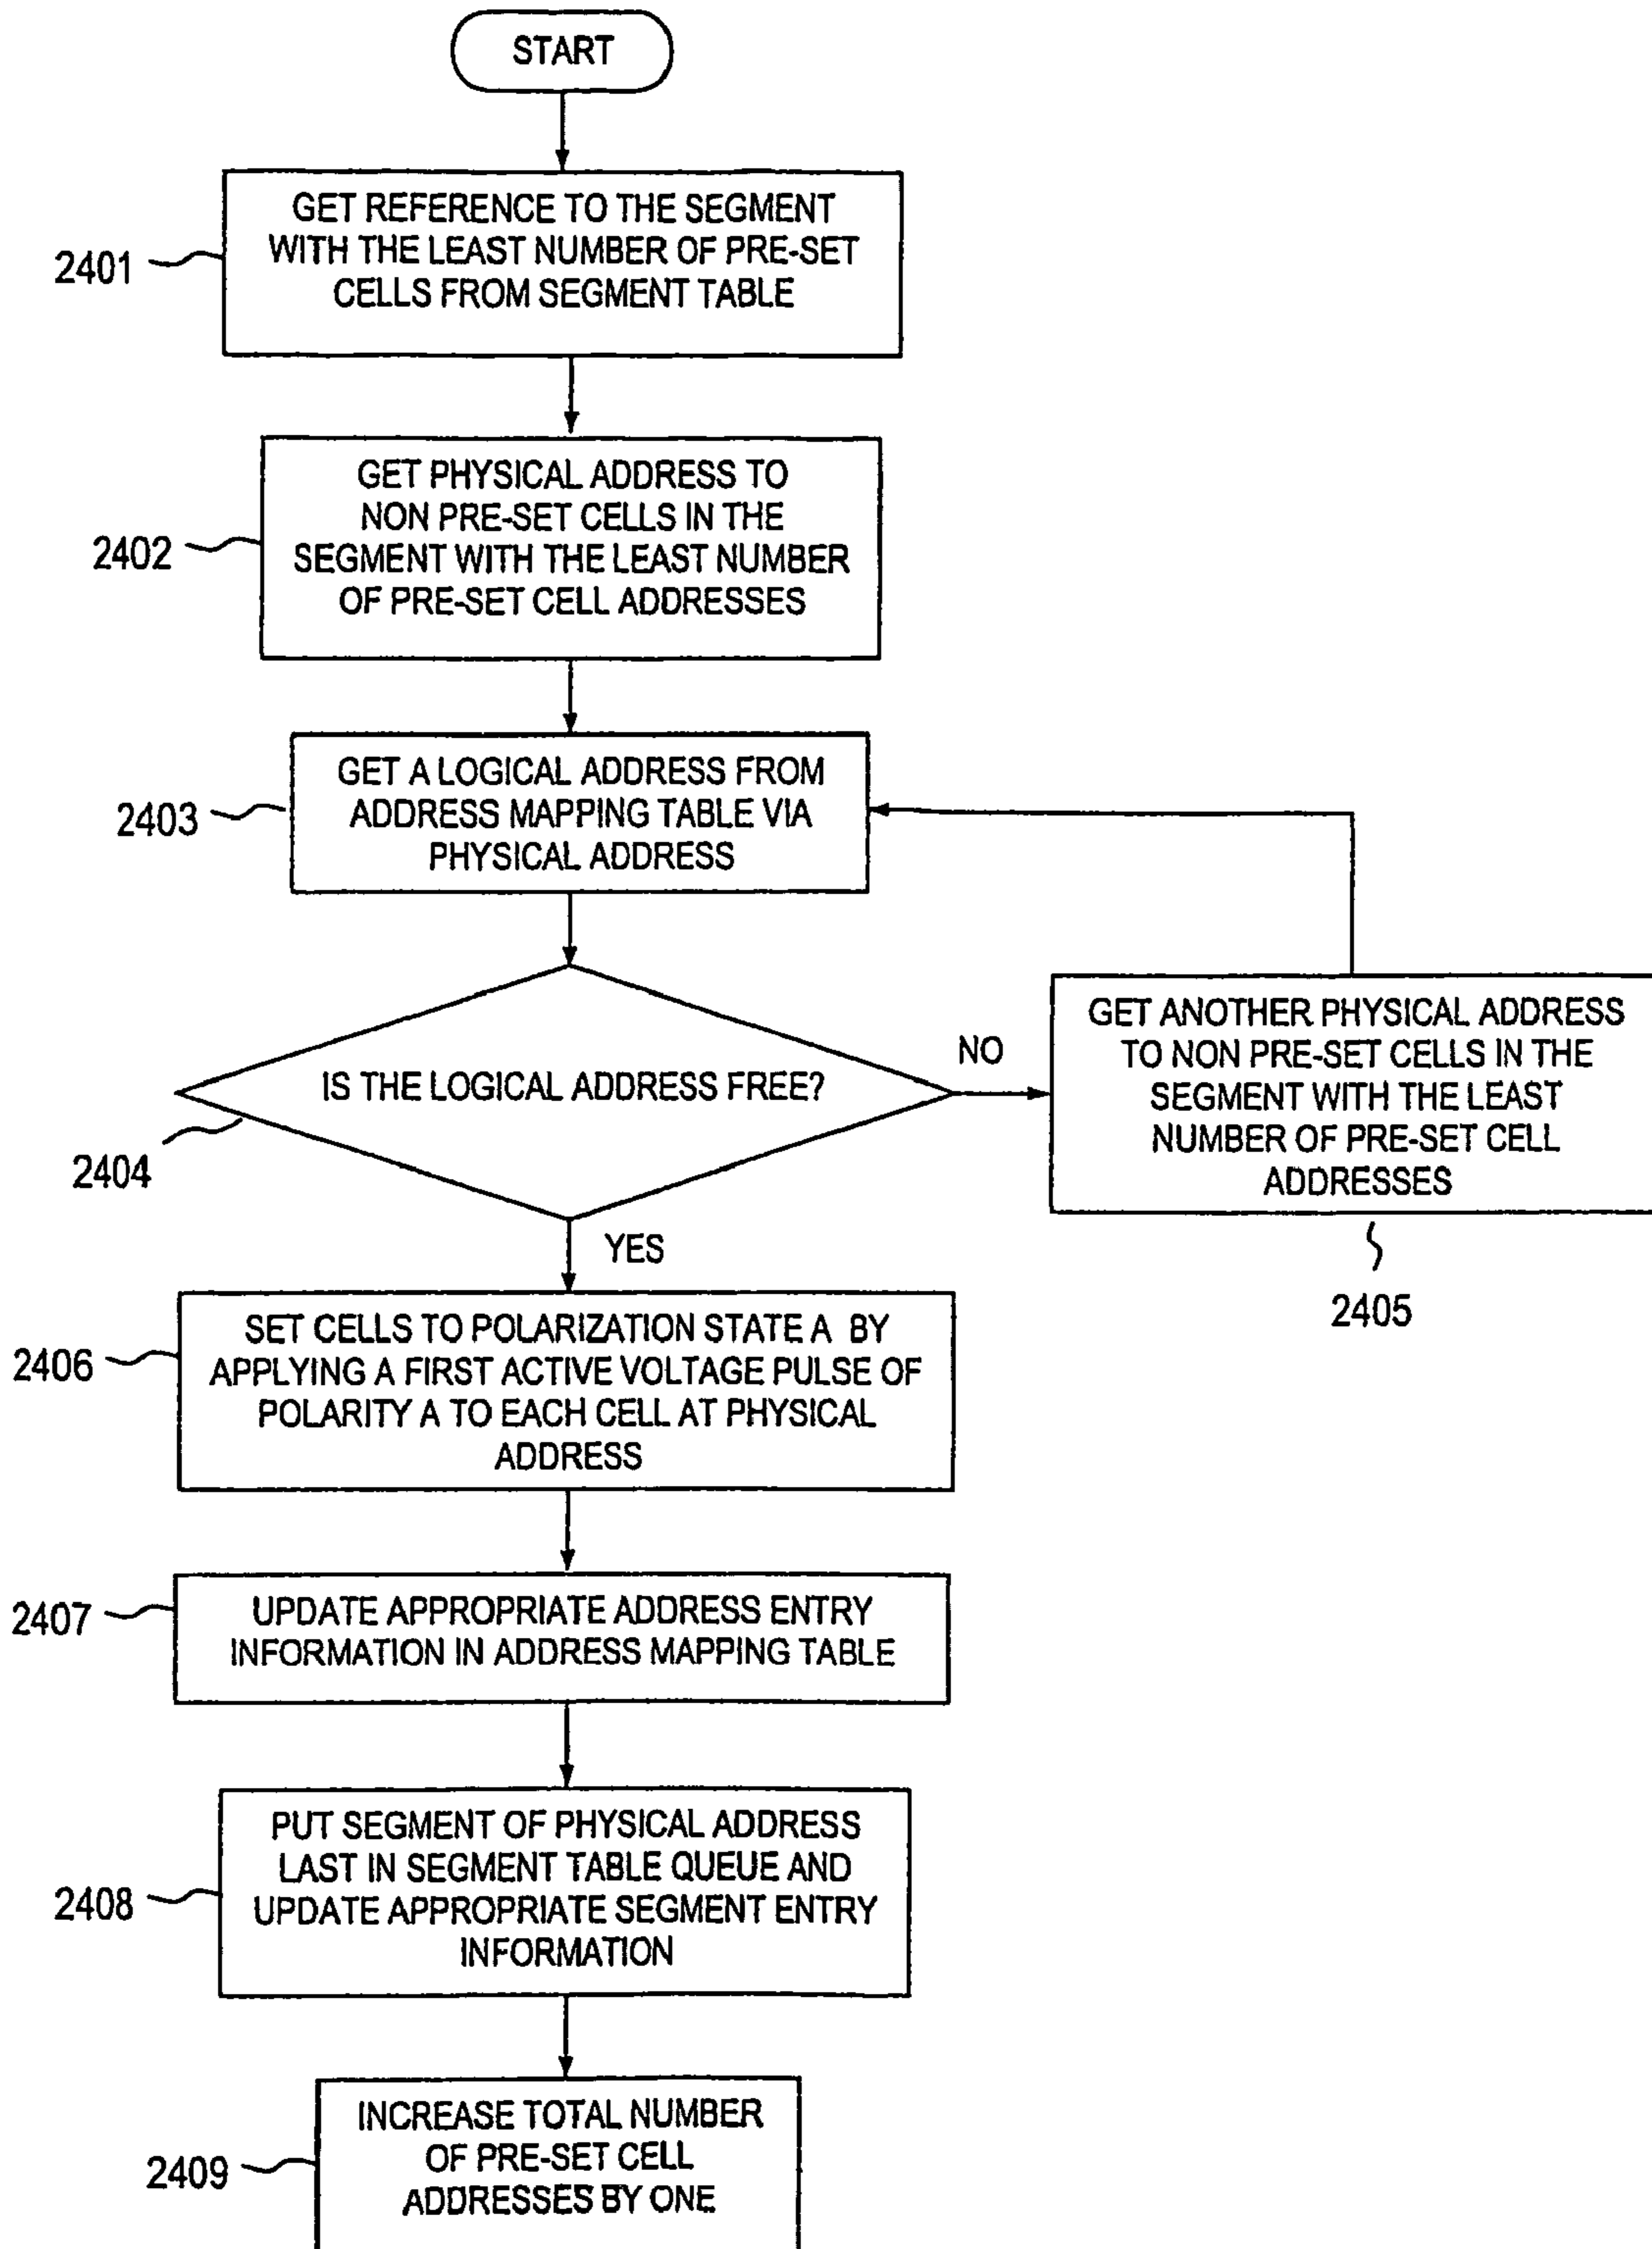 START
2401
GET REFERENCE TO THE SEGMENT
WITH THE LEAST NUMBER OF PRE-SET
CELLS FROM SEGMENT TABLE
2402
GET PHYSICAL ADDRESS TO
NON PRE-SET CELLS IN THE
SEGMENT WITH THE LEAST NUMBER
OF PRE-SET CELL ADDRESSES
2403
GET A LOGICAL ADDRESS FROM
ADDRESS MAPPING TABLE VIA
PHYSICAL ADDRESS
2404
IS THE LOGICAL ADDRESS FREE?
NO
GET ANOTHER PHYSICAL ADDRESS
TO NON PRE-SET CELLS IN THE
SEGMENT WITH THE LEAST
NUMBER OF PRE-SET CELL
ADDRESSES
2405
YES
2406
SET CELLS TO POLARIZATION STATE A BY
APPLYING A FIRST ACTIVE VOLTAGE PULSE OF
POLARITY A TO EACH CELL AT PHYSICAL
ADDRESS
2407
UPDATE APPROPRIATE ADDRESS ENTRY
INFORMATION IN ADDRESS MAPPING TABLE
2408
PUT SEGMENT OF PHYSICAL ADDRESS
LAST IN SEGMENT TABLE QUEUE AND
UPDATE APPROPRIATE SEGMENT ENTRY
INFORMATION
2409
INCREASE TOTAL NUMBER
OF PRE-SET CELL
ADDRESSES BY ONE